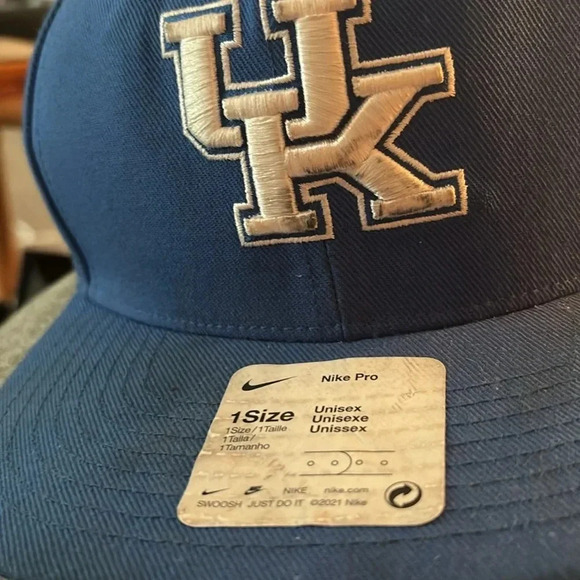 UK
Nike Pro
1Size
1Size/1Taille
1Talla/
1Tamanho
Unisex
Unisexe
Unissex
NIKE nike.com
SWOOSH JUST DO IT ©2021 Nike